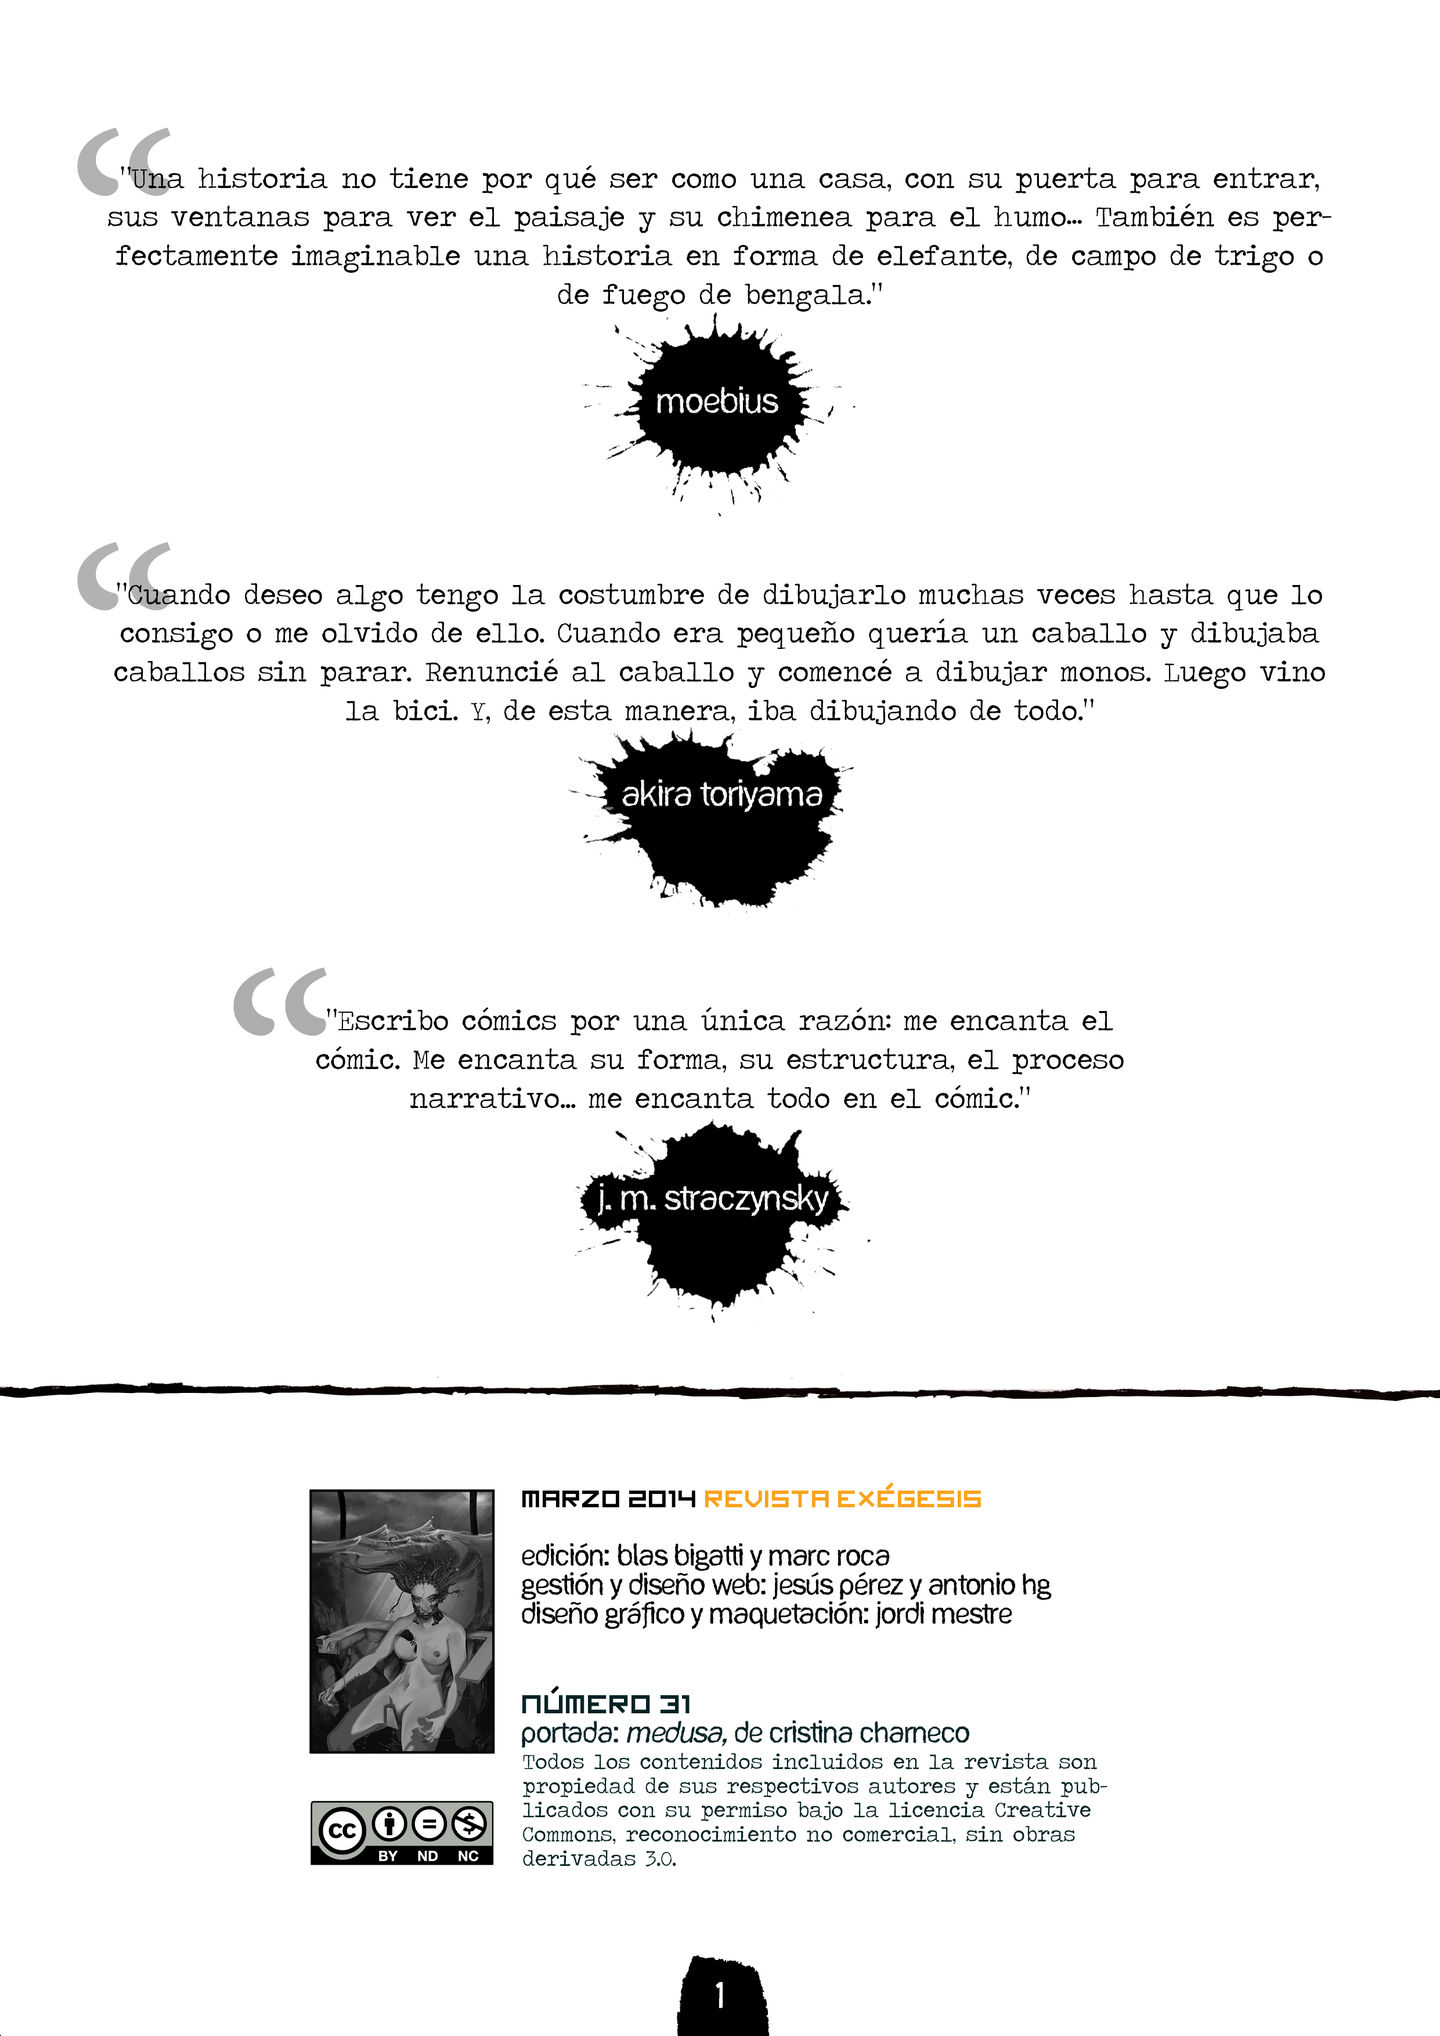 "Una historia no tiene por qué ser como una casa, con su puerta para entrar,
sus ventanas para ver el paisaje y su chimenea para el humo... También es per-
fectamente imaginable una historia en forma de elefante, de campo de trigo o
de fuego de bengala."
moebius
"Cuando deseo algo tengo la costumbre de dibujarlo muchas veces hasta que lo
consigo o me olvido de ello. Cuando era pequeño quería un caballo y dibujaba
caballos sin parar. Renuncié al caballo y comencé a dibujar monos. Luego vino
la bici. Y, de esta manera, iba dibujando de todo."
akira toriyama
"Escribo cómics por una única razón: me encanta el
cómic. Me encanta su forma, su estructura, el proceso
narrativo... me encanta todo en el cómic."
j. m. straczynsky
MARZO 2014 REVISTA EXÉGESIS
edición: blas bigatti y marc roca
gestión y diseño web: jesús pérez y antonio hg
diseño gráfico y maquetación: jordi mestre
NÚMERO 31
portada: medusa, de cristina charneco
Todos los contenidos incluidos en la revista son
propiedad de sus respectivos autores y están pub-
licados con su permiso bajo la licencia Creative
Commons, reconocimiento no comercial, sin obras
derivadas 3.0.
cc
BY ND NC
1